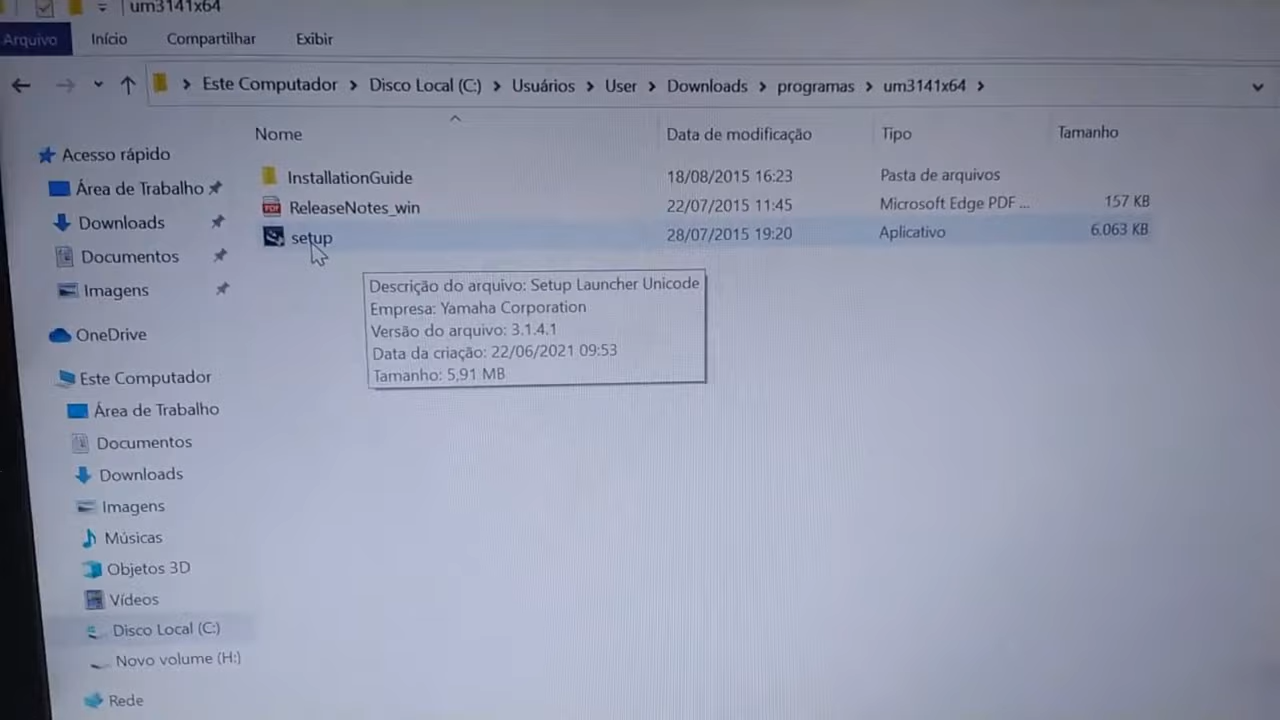 um3141x64
Arquivo Início Compartilhar Exibir
Este Computador Disco Local (C:) Usuários User Downloads programas um3141x64
Nome Data de modificação Tipo Tamanho
InstallationGuide 18/08/2015 16:23 Pasta de arquivos
ReleaseNotes_win 22/07/2015 11:45 Microsoft Edge PDF ... 157 KB
setup 28/07/2015 19:20 Aplicativo 6.063 KB
Descrição do arquivo: Setup Launcher Unicode
Empresa: Yamaha Corporation
Versão do arquivo: 3.1.4.1
Data da criação: 22/06/2021 09:53
Tamanho: 5,91 MB
Acesso rápido
Área de Trabalho
Downloads
Documentos
Imagens
OneDrive
Este Computador
Área de Trabalho
Documentos
Downloads
Imagens
Músicas
Objetos 3D
Vídeos
Disco Local (C:)
Novo volume (H:)
Rede